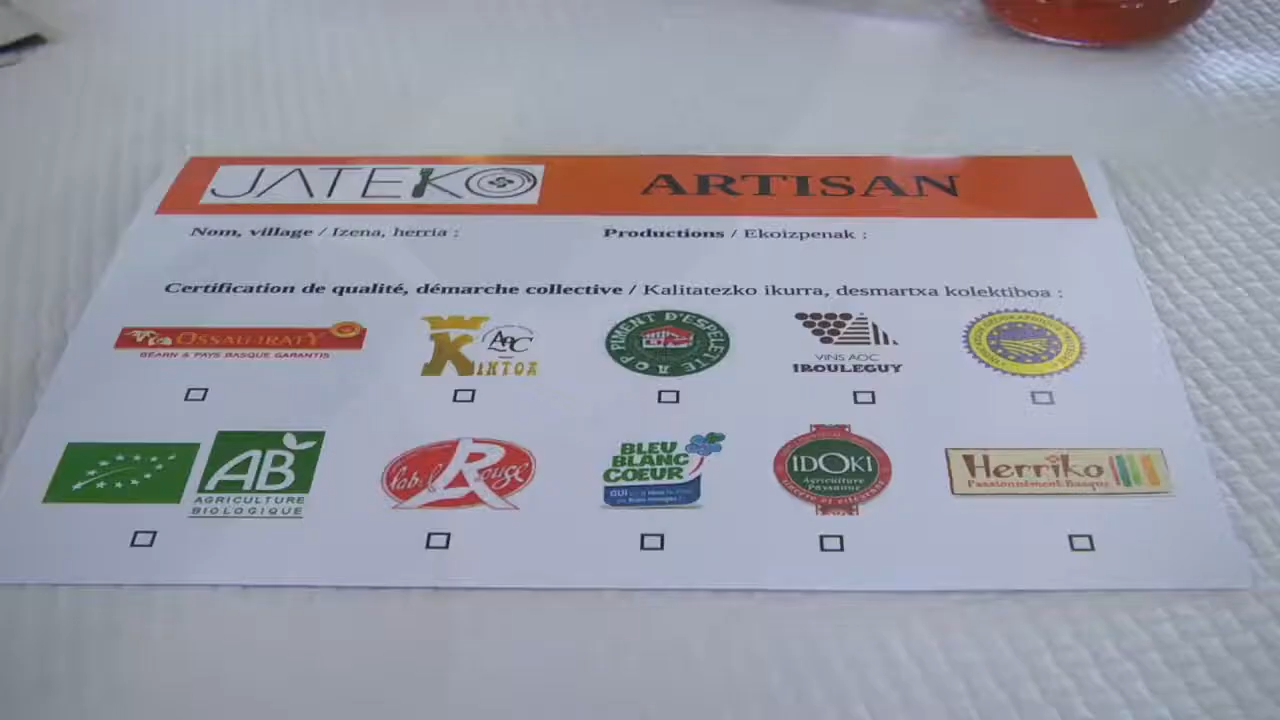 JATEKO
ARTISAN
Nom, village / Izena, herria :
Productions / Ekoizpenak :
Certification de qualité, démarche collective / Kalitatezko ikurra, desmartxa kolektiboa :
OSSAU-IRATY
BÉARN & PAYS BASQUE GARANTIS
KINTOA
AOC
PIMENT D'ESPELETTE AOP
VINS AOC
IROULEGUY
AB
AGRICULTURE
BIOLOGIQUE
label Rouge
BLEU
BLANC
COEUR
OUI
IDOKI
Agriculture
Paysanne
Herriko
Passionnément Basque